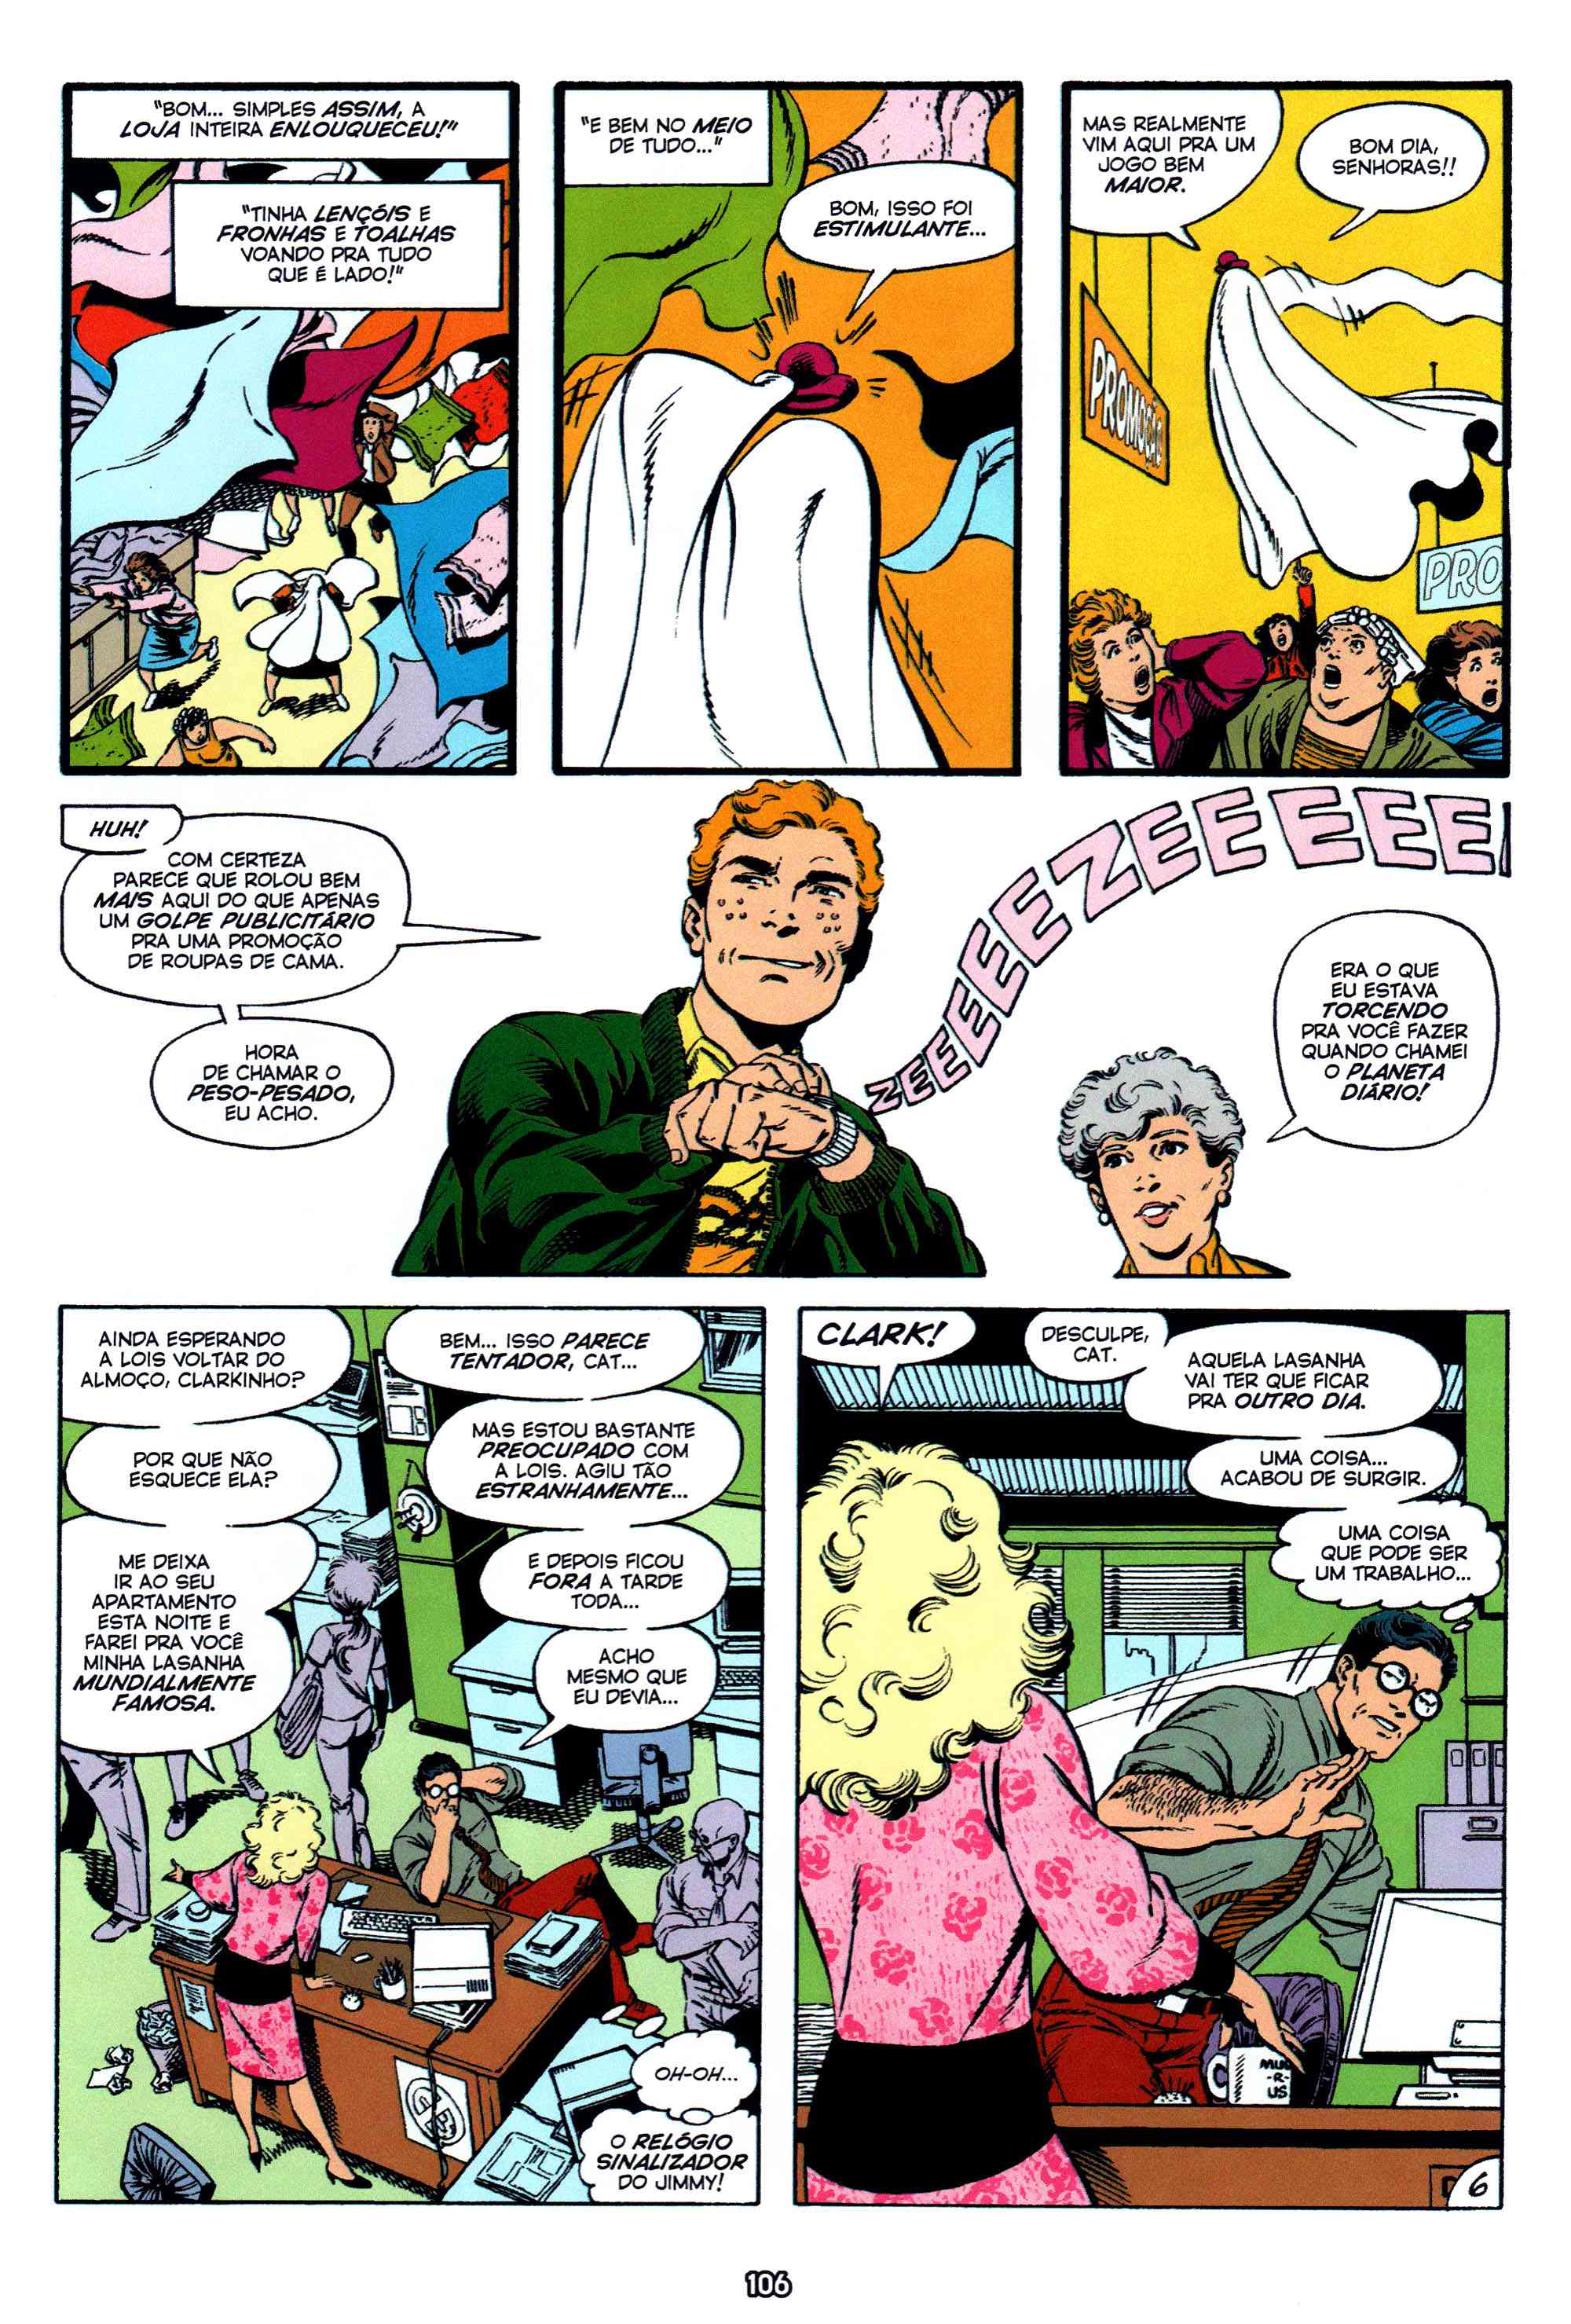 "BOM... SIMPLES ASSIM, A
LOJA INTEIRA ENLOUQUECEU!"
"TINHA LENÇÓIS E
FRONHAS E TOALHAS
VOANDO PRA TUDO
QUE É LADO!"
"E BEM NO MEIO
DE TUDO..."
BOM, ISSO FOI
ESTIMULANTE...
MAS REALMENTE
VIM AQUI PRA UM
JOGO BEM
MAIOR.
BOM DIA,
SENHORAS!!
PROMOÇÃO
PRO
HUH!
COM CERTEZA
PARECE QUE ROLOU BEM
MAIS AQUI DO QUE APENAS
UM GOLPE PUBLICITÁRIO
PRA UMA PROMOÇÃO
DE ROUPAS DE CAMA.
HORA
DE CHAMAR O
PESO-PESADO,
EU ACHO.
ZEEEEEEZEEEEEEE
ERA O QUE
EU ESTAVA
TORCENDO
PRA VOCÊ FAZER
QUANDO CHAMEI
O PLANETA
DIÁRIO!
AINDA ESPERANDO
A LOIS VOLTAR DO
ALMOÇO, CLARKINHO?
POR QUE NÃO
ESQUECE ELA?
ME DEIXA
IR AO SEU
APARTAMENTO
ESTA NOITE E
FAREI PRA VOCÊ
MINHA LASANHA
MUNDIALMENTE
FAMOSA.
BEM... ISSO PARECE
TENTADOR, CAT...
MAS ESTOU BASTANTE
PREOCUPADO COM
A LOIS. AGIU TÃO
ESTRANHAMENTE...
E DEPOIS FICOU
FORA A TARDE
TODA...
ACHO
MESMO QUE
EU DEVIA...
OH-OH...
O RELÓGIO
SINALIZADOR
DO JIMMY!
CLARK!
DESCULPE,
CAT.
AQUELA LASANHA
VAI TER QUE FICAR
PRA OUTRO DIA.
UMA COISA...
ACABOU DE SURGIR.
UMA COISA
QUE PODE SER
UM TRABALHO...
MUG
-R-
US
6
106